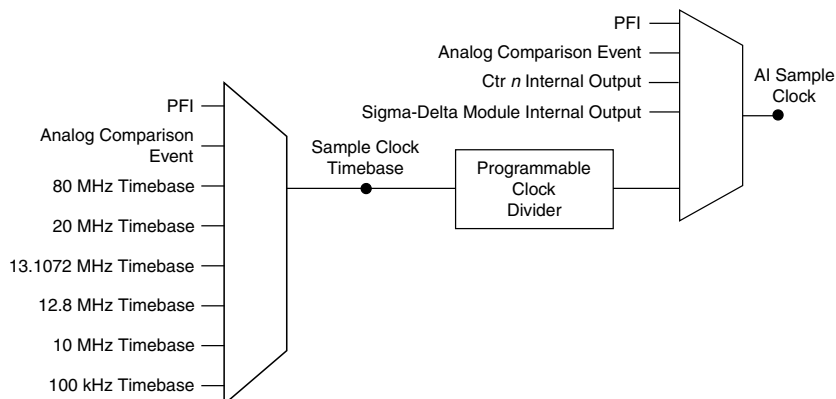 PFI
Analog Comparison Event
Ctr n Internal Output
Sigma-Delta Module Internal Output
AI Sample
Clock
PFI
Analog Comparison
Event
80 MHz Timebase
20 MHz Timebase
13.1072 MHz Timebase
12.8 MHz Timebase
10 MHz Timebase
100 kHz Timebase
Sample Clock
Timebase
Programmable
Clock
Divider